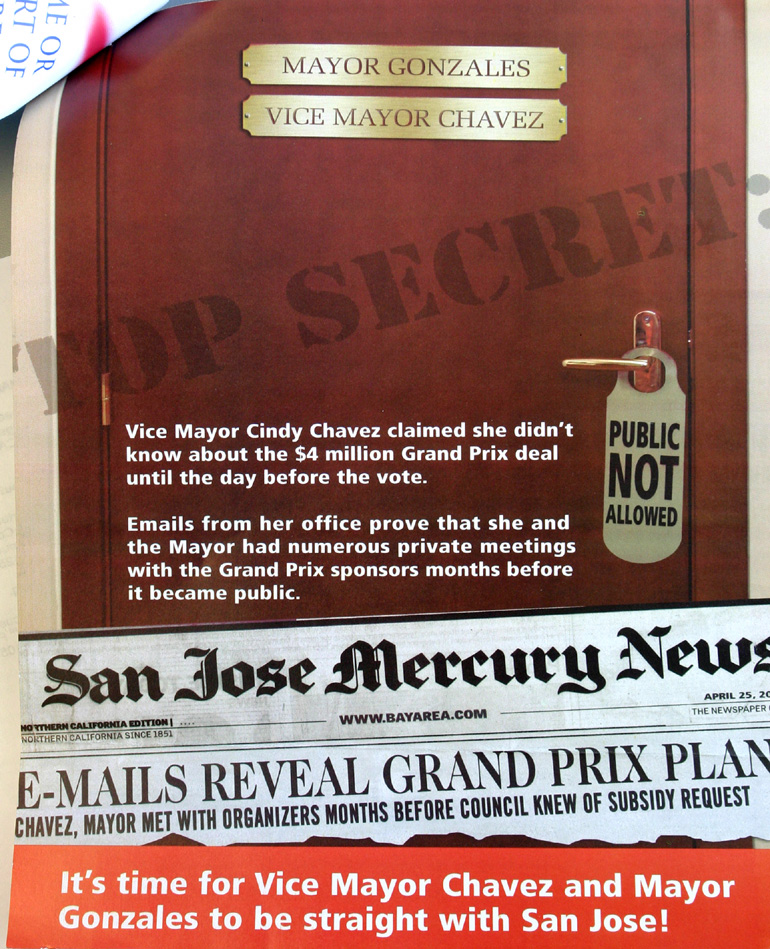 ME OR
RT OF
MAYOR GONZALES
VICE MAYOR CHAVEZ
TOP SECRET:
Vice Mayor Cindy Chavez claimed she didn't
know about the $4 million Grand Prix deal
until the day before the vote.
PUBLIC
NOT
ALLOWED
Emails from her office prove that she and
the Mayor had numerous private meetings
with the Grand Prix sponsors months before
it became public.
San Jose Mercury News
APRIL 25, 20
NORTHERN CALIFORNIA EDITION |
WWW.BAYAREA.COM
THE NEWSPAPER
NORTHERN CALIFORNIA SINCE 1851
E-MAILS REVEAL GRAND PRIX PLAN
CHAVEZ, MAYOR MET WITH ORGANIZERS MONTHS BEFORE COUNCIL KNEW OF SUBSIDY REQUEST
It's time for Vice Mayor Chavez and Mayor
Gonzales to be straight with San Jose!